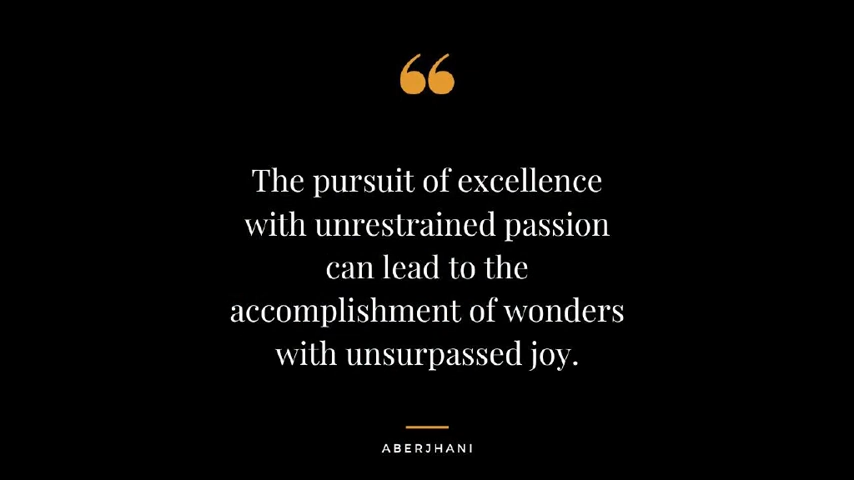 “
The pursuit of excellence
with unrestrained passion
can lead to the
accomplishment of wonders
with unsurpassed joy.
ABERJHANI